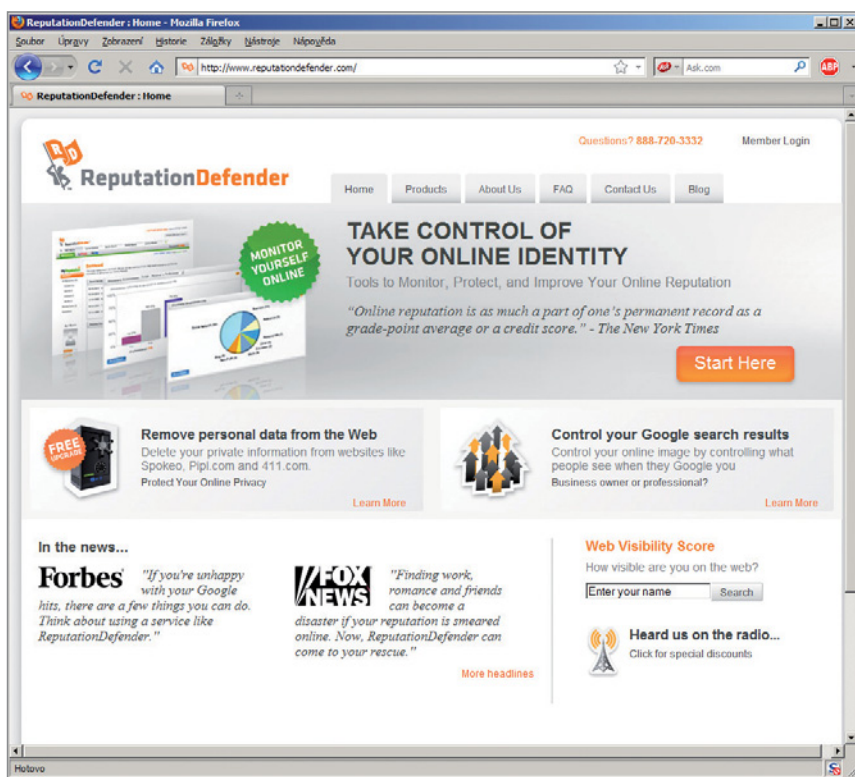 ReputationDefender : Home - Mozilla Firefox
Soubor Úpravy Zobrazení Historie Záložky Nástroje Nápověda
http://www.reputationdefender.com/
Ask.com
ABP
ReputationDefender : Home
Questions? 888-720-3332 Member Login
RD
ReputationDefender
Home Products About Us FAQ Contact Us Blog
MONITOR
YOURSELF
ONLINE
TAKE CONTROL OF
YOUR ONLINE IDENTITY
Tools to Monitor, Protect, and Improve Your Online Reputation
"Online reputation is as much a part of one's permanent record as a
grade-point average or a credit score." - The New York Times
Start Here
FREE
UPGRADE
Remove personal data from the Web
Delete your private information from websites like
Spokeo, Pipl.com and 411.com.
Protect Your Online Privacy
Learn More
Control your Google search results
Control your online image by controlling what
people see when they Google you
Business owner or professional?
Learn More
In the news...
Forbes
"If you're unhappy
with your Google
hits, there are a few things you can do.
Think about using a service like
ReputationDefender."
FOX
NEWS
"Finding work,
romance and friends
can become a
disaster if your reputation is smeared
online. Now, ReputationDefender can
come to your rescue."
More headlines
Web Visibility Score
How visible are you on the web?
Enter your name Search
Heard us on the radio...
Click for special discounts
Hotovo